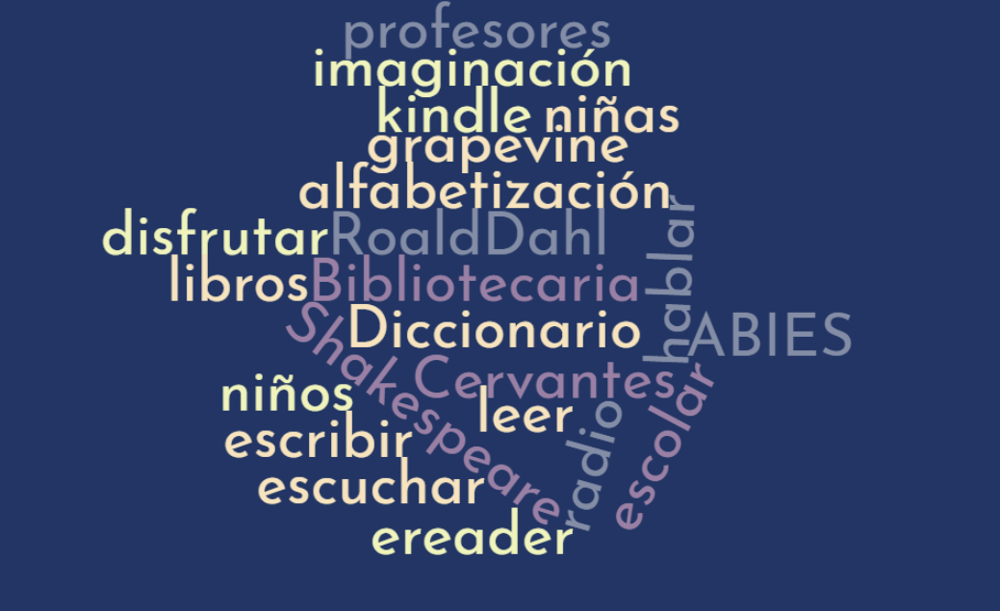 profesores
imaginación
kindle niñas
grapevine
alfabetización
disfrutar RoaldDahl
hablar
libros Bibliotecaria
Diccionario
ABIES
Shakespeare
Cervantes
niños
leer
escolar
radio
escribir
escuchar
ereader